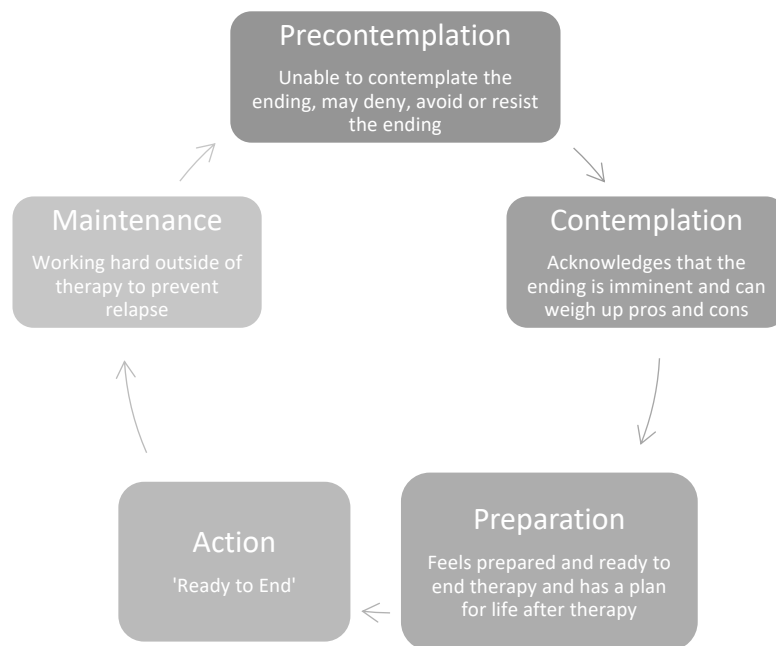 Precontemplation
Unable to contemplate the
ending, may deny, avoid or resist
the ending
Contemplation
Acknowledges that the
ending is imminent and can
weigh up pros and cons
Preparation
Feels prepared and ready to
end therapy and has a plan
for life after therapy
Action
'Ready to End'
Maintenance
Working hard outside of
therapy to prevent
relapse